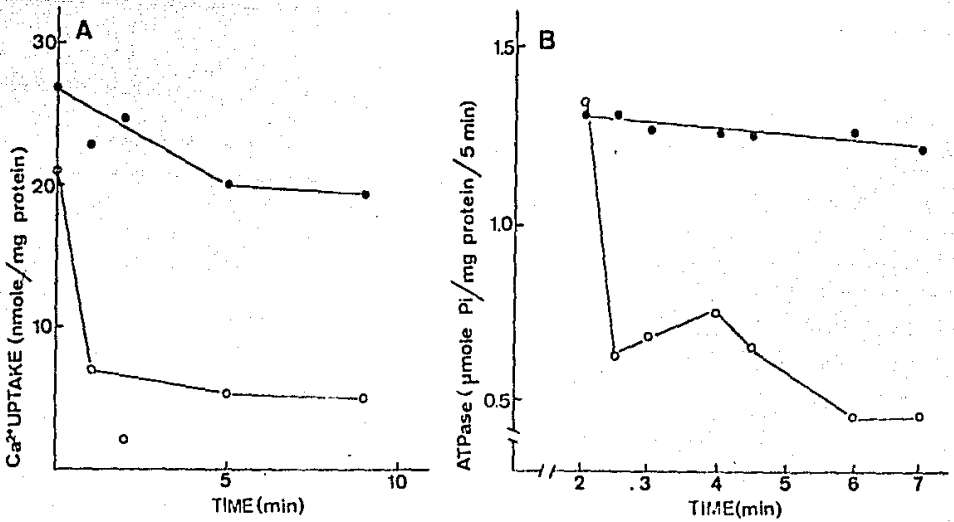 A
30
20
10
Ca²⁺UPTAKE (nmole/mg protein)
5
10
TIME(min)
B
1.5
1.0
0.5
ATPase (µmole Pi/mg protein/5 min)
2
.3
4
5
6
7
TIME(min)